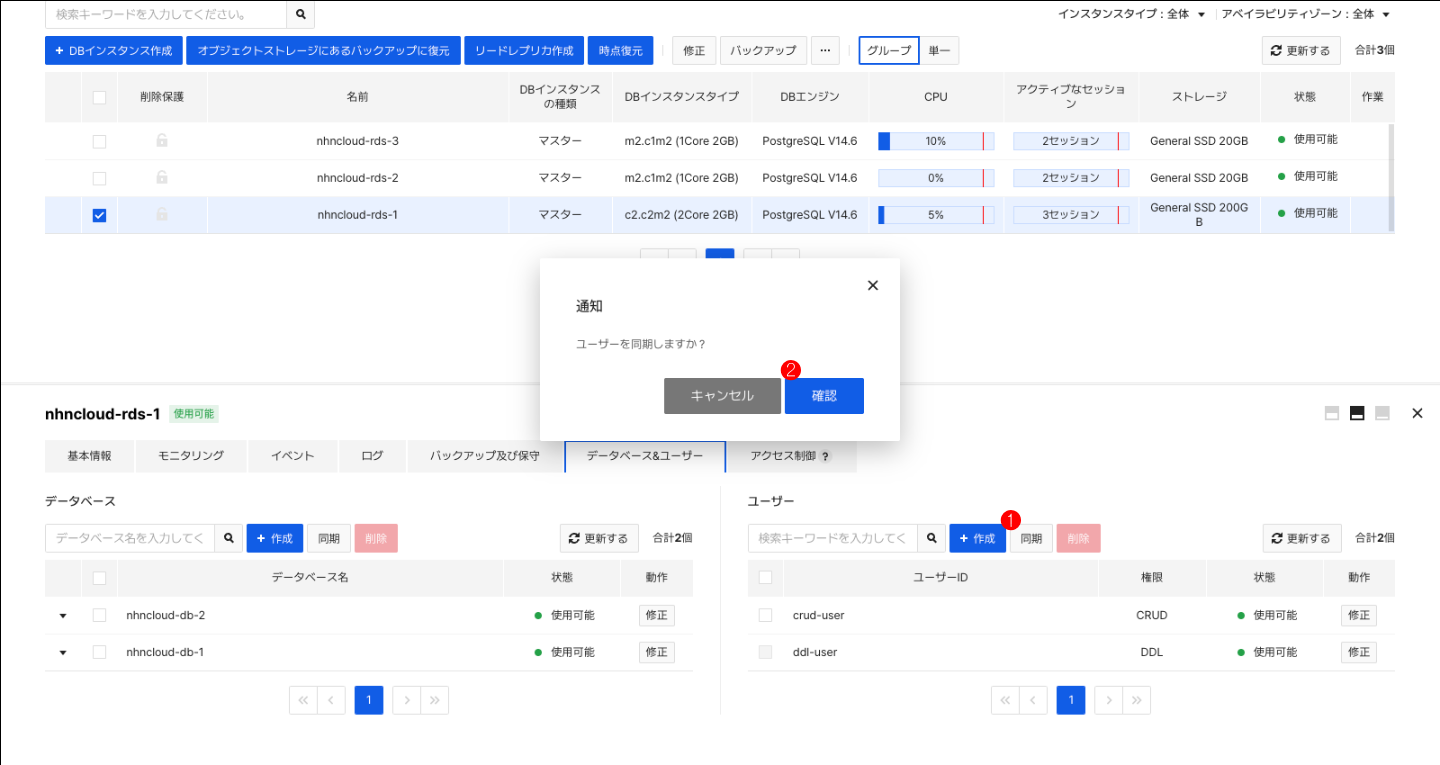 検索キーワードを入力してください。
インスタンスタイプ : 全体 ▼ アベイラビリティゾーン : 全体 ▼
+ DBインスタンス作成 オブジェクトストレージにあるバックアップに復元 リードレプリカ作成 時点復元 修正 バックアップ ... グループ 単一 更新する 合計3個
削除保護 名前 DBインスタンスの種類 DBインスタンスタイプ DBエンジン CPU アクティブなセッション ストレージ 状態 作業
nhncloud-rds-3 マスター m2.c1m2 (1Core 2GB) PostgreSQL V14.6 10% 2セッション General SSD 20GB 使用可能
nhncloud-rds-2 マスター m2.c1m2 (1Core 2GB) PostgreSQL V14.6 0% 2セッション General SSD 20GB 使用可能
nhncloud-rds-1 マスター c2.c2m2 (2Core 2GB) PostgreSQL V14.6 5% 3セッション General SSD 200GB 使用可能
通知
ユーザーを同期しますか？
2
キャンセル 確認
nhncloud-rds-1 使用可能
基本情報 モニタリング イベント ログ バックアップ及び保守 データベース&ユーザー アクセス制御 ?
データベース
データベース名を入力してく + 作成 同期 削除 更新する 合計2個
データベース名 状態 動作
nhncloud-db-2 使用可能 修正
nhncloud-db-1 使用可能 修正
« ‹ 1 › »
ユーザー
1
検索キーワードを入力してく + 作成 同期 削除 更新する 合計2個
ユーザーID 権限 状態 動作
crud-user CRUD 使用可能 修正
ddl-user DDL 使用可能 修正
« ‹ 1 › »